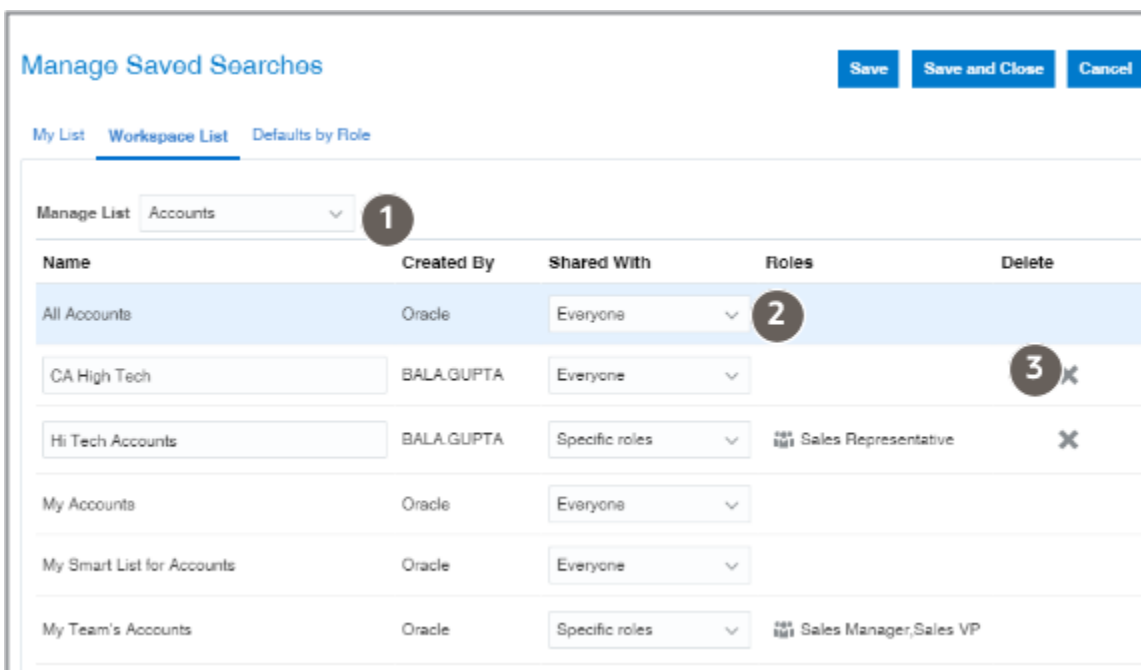 Manage Saved Searches
Save Save and Close Cancel
My List Workspace List Defaults by Role
Manage List Accounts 1
Name Created By Shared With Roles Delete
All Accounts Oracle Everyone 2
CA High Tech BALA.GUPTA Everyone 3
Hi Tech Accounts BALA.GUPTA Specific roles Sales Representative
My Accounts Oracle Everyone
My Smart List for Accounts Oracle Everyone
My Team's Accounts Oracle Specific roles Sales Manager,Sales VP